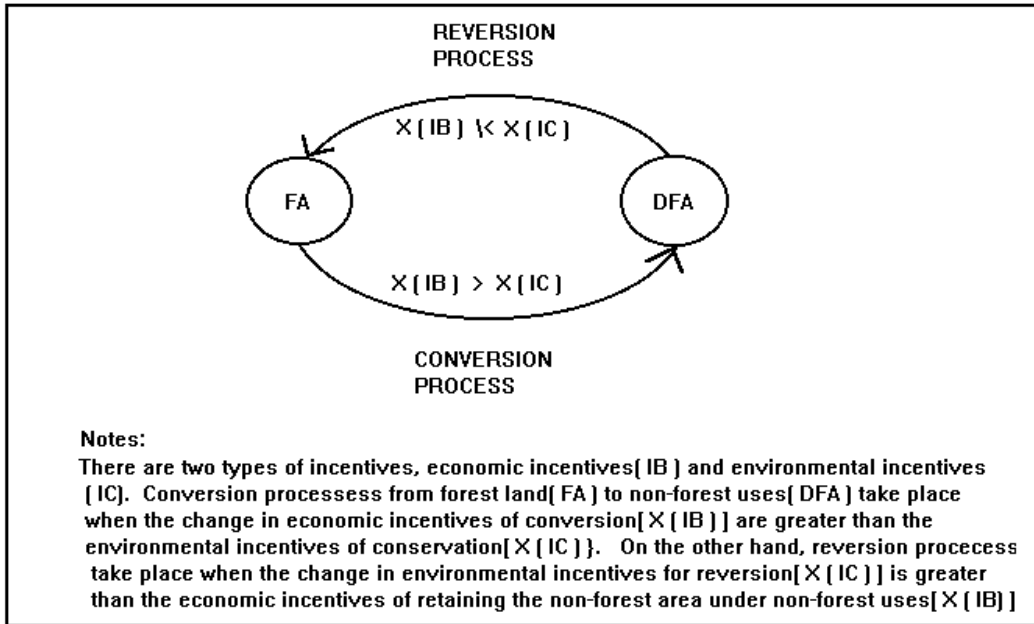 REVERSION
PROCESS
X [ IB ] \< X [ IC ]
FA
DFA
X [ IB ] > X [ IC ]
CONVERSION
PROCESS
Notes:
There are two types of incentives, economic incentives[ IB ] and environmental incentives
[ IC]. Conversion processess from forest land[ FA ] to non-forest uses[ DFA ] take place
when the change in economic incentives of conversion[ X [ IB ] ] are greater than the
environmental incentives of conservation[ X [ IC ] }. On the other hand, reversion procecess
take place when the change in environmental incentives for reversion[ X [ IC ] ] is greater
than the economic incentives of retaining the non-forest area under non-forest uses[ X [ IB) ]